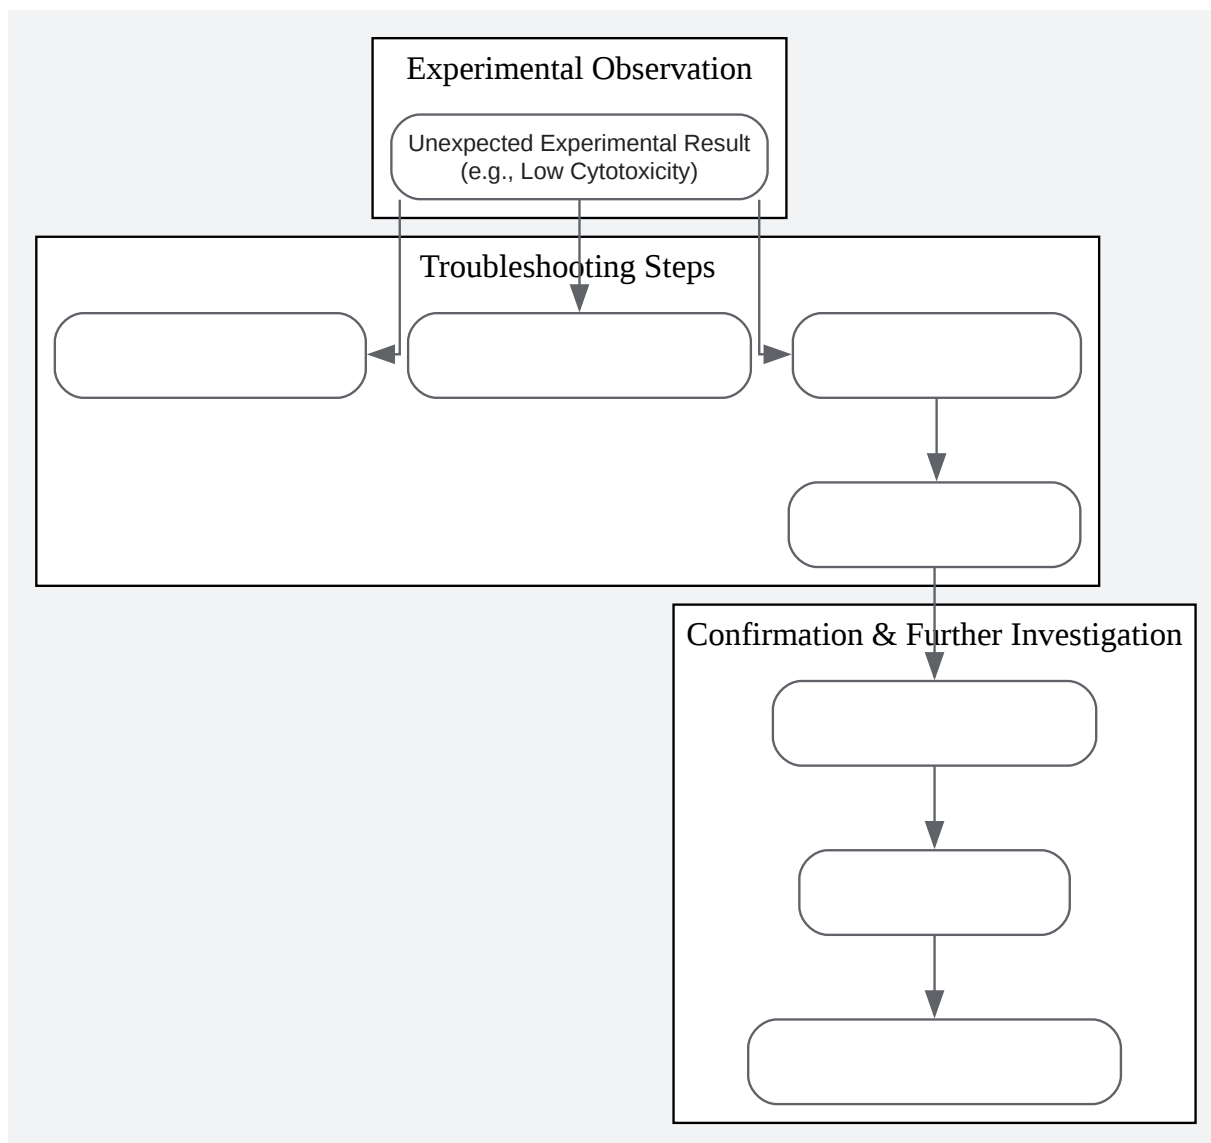 Experimental Observation
Unexpected Experimental Result
(e.g., Low Cytotoxicity)
Troubleshooting Steps
Confirmation & Further Investigation